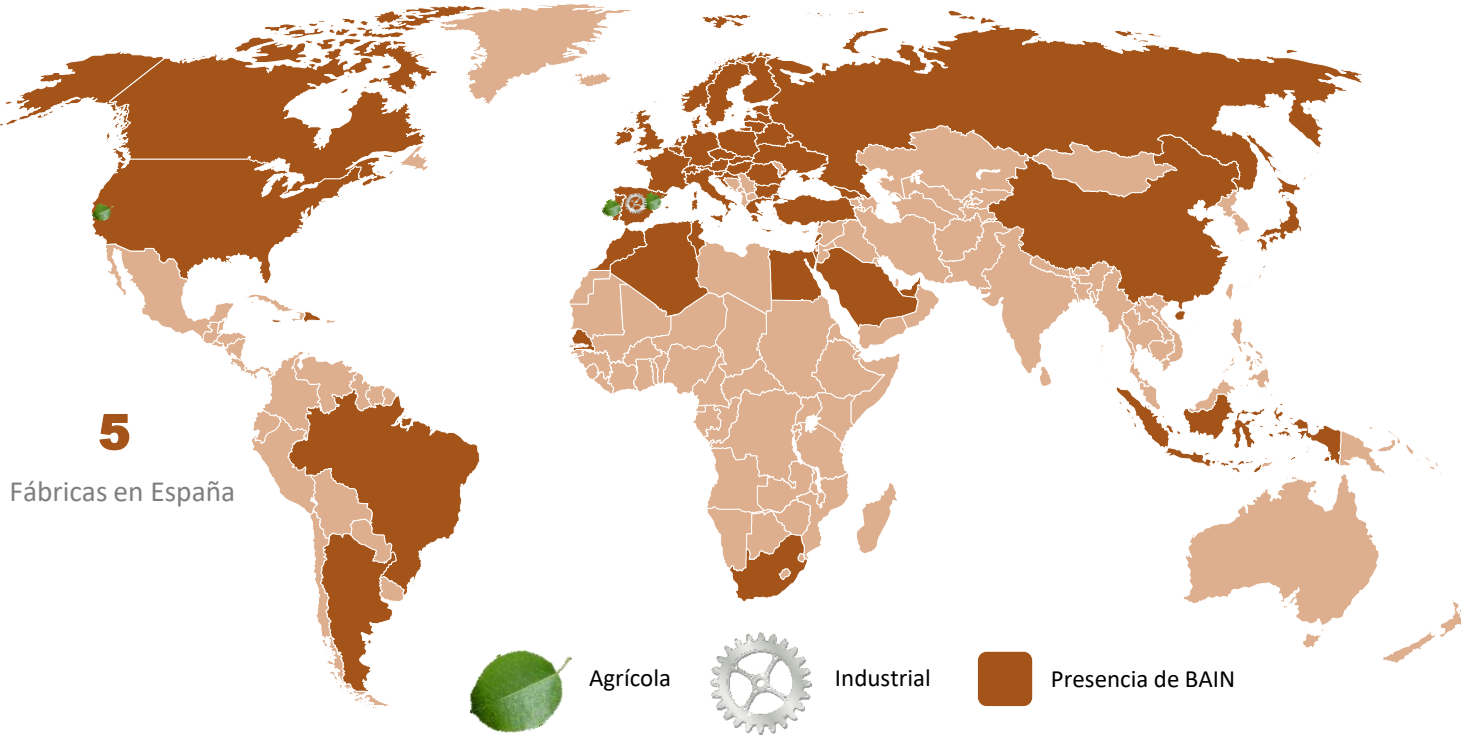 5
Fábricas en España
Agrícola
Industrial
Presencia de BAIN